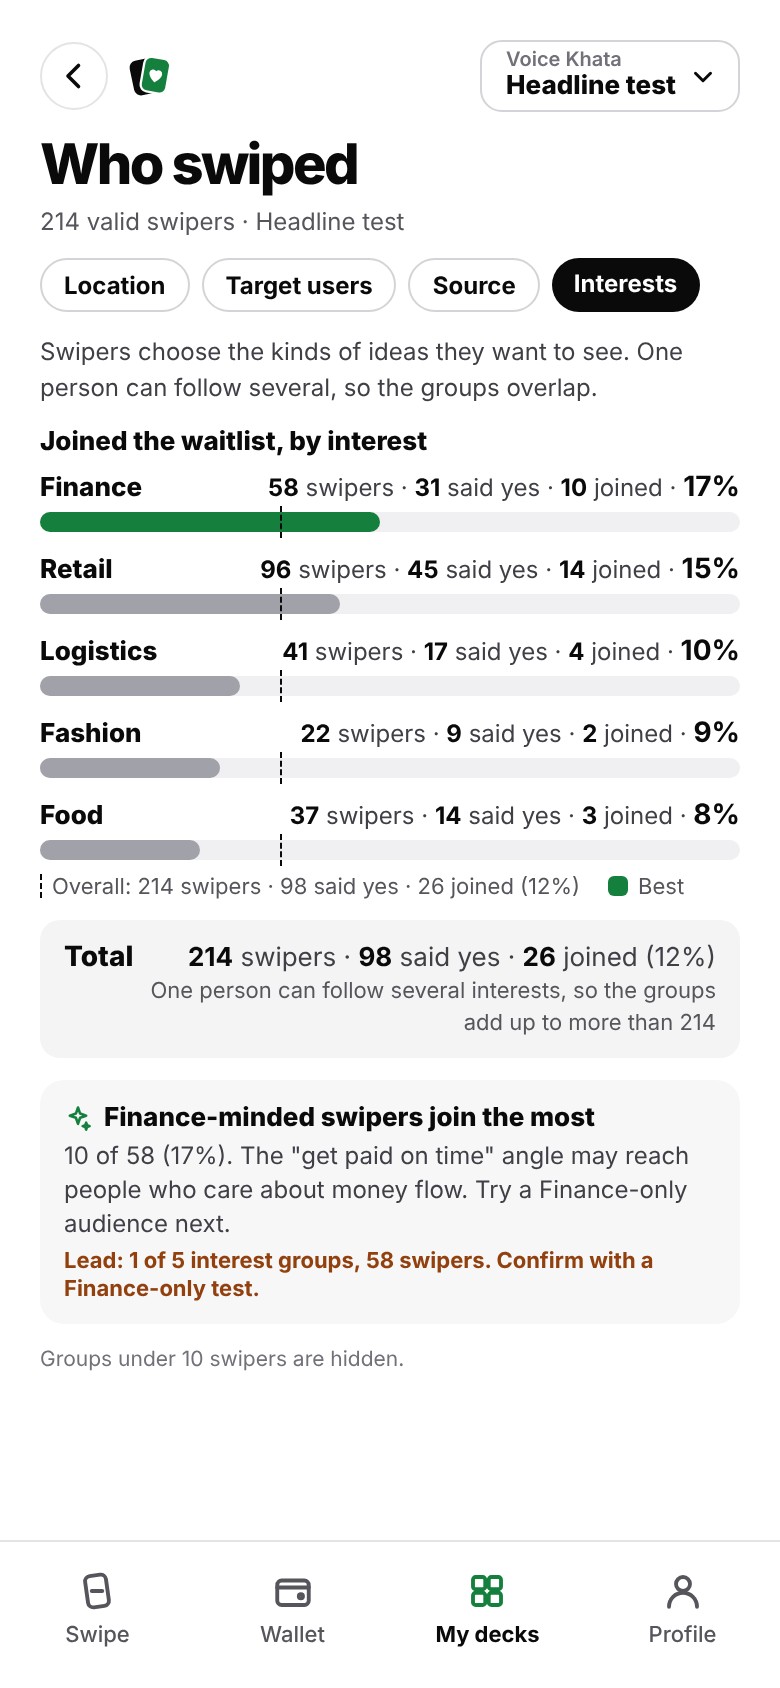 Voice Khata
Headline test
Who swiped
214 valid swipers · Headline test
Location
Target users
Source
Interests
Swipers choose the kinds of ideas they want to see. One
person can follow several, so the groups overlap.
Joined the waitlist, by interest
Finance 58 swipers · 31 said yes · 10 joined · 17%
Retail 96 swipers · 45 said yes · 14 joined · 15%
Logistics 41 swipers · 17 said yes · 4 joined · 10%
Fashion 22 swipers · 9 said yes · 2 joined · 9%
Food 37 swipers · 14 said yes · 3 joined · 8%
Overall: 214 swipers · 98 said yes · 26 joined (12%) Best
Total 214 swipers · 98 said yes · 26 joined (12%)
One person can follow several interests, so the groups
add up to more than 214
Finance-minded swipers join the most
10 of 58 (17%). The "get paid on time" angle may reach
people who care about money flow. Try a Finance-only
audience next.
Lead: 1 of 5 interest groups, 58 swipers. Confirm with a
Finance-only test.
Groups under 10 swipers are hidden.
Swipe
Wallet
My decks
Profile